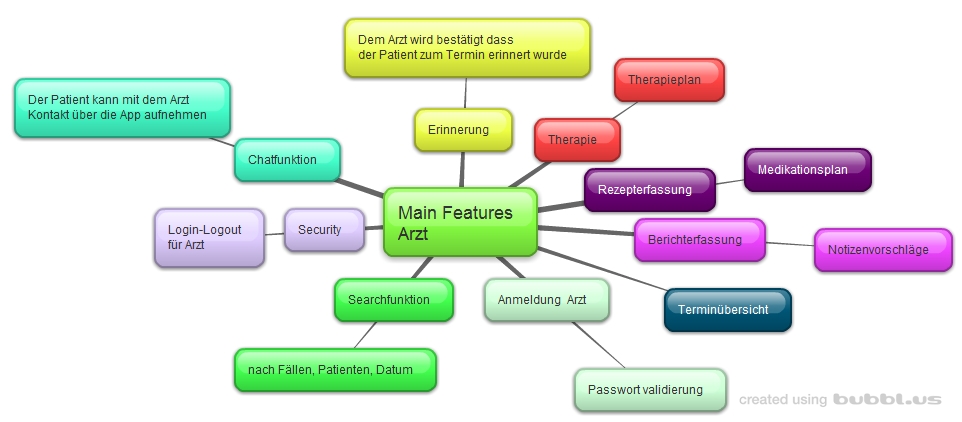 Dem Arzt wird bestätigt dass
der Patient zum Termin erinnert wurde
Therapieplan
Der Patient kann mit dem Arzt
Kontakt über die App aufnehmen
Erinnerung
Therapie
Chatfunktion
Medikationsplan
Rezepterfassung
Main Features
Arzt
Login-Logout
für Arzt
Security
Berichterfassung
Notizenvorschläge
Searchfunktion
Anmeldung Arzt
Terminübersicht
nach Fällen, Patienten, Datum
Passwort validierung
created using bubbl.us